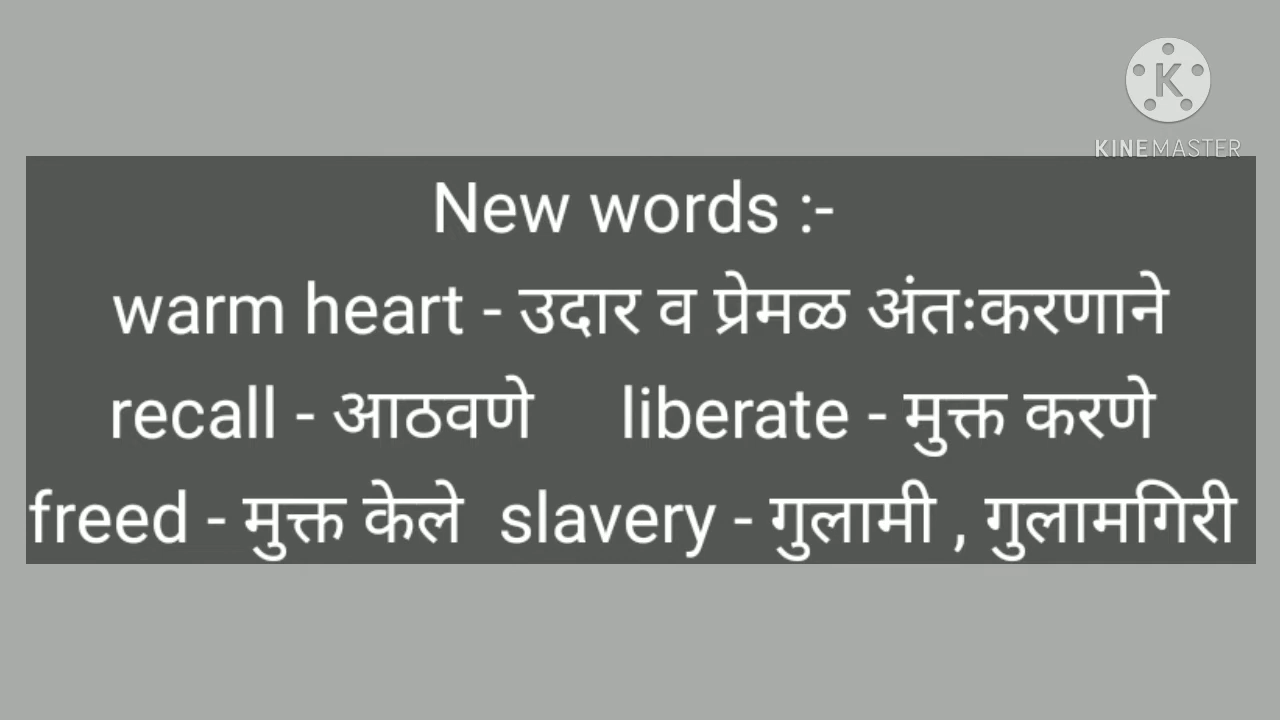 K
KINEMASTER
New words :-
warm heart - उदार व प्रेमळ अंतःकरणाने
recall - आठवणे liberate - मुक्त करणे
freed - मुक्त केले slavery - गुलामी , गुलामगिरी